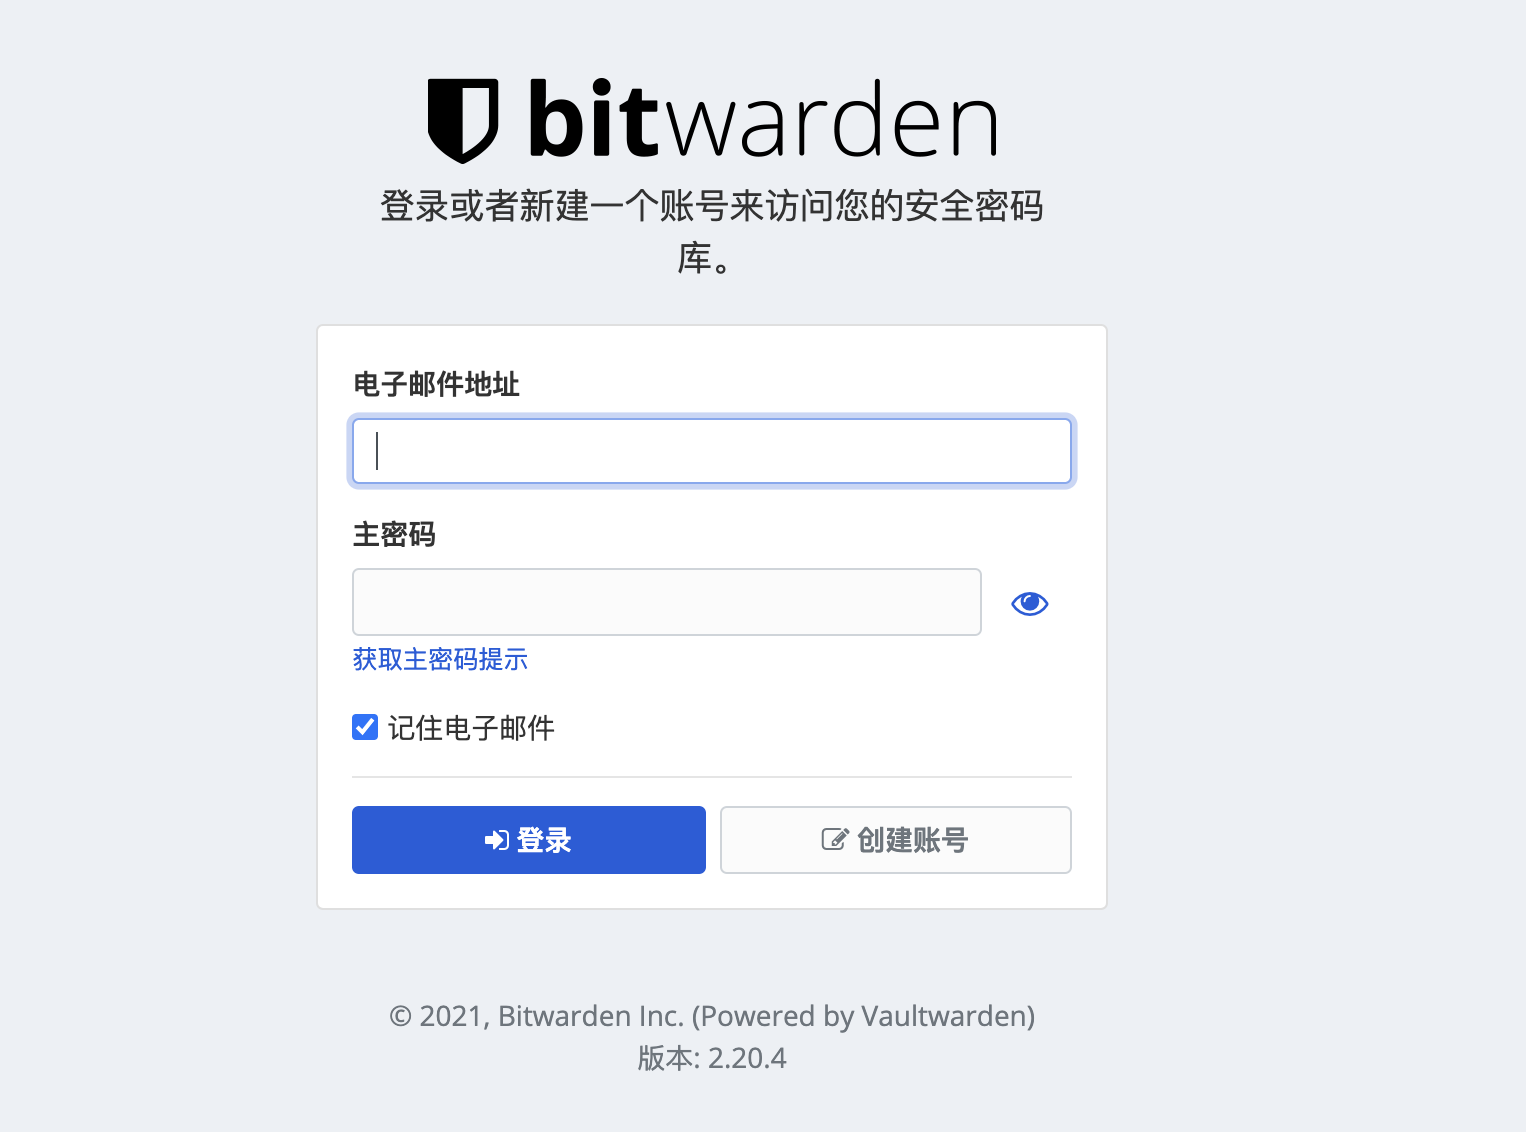 bitwarden
登录或者新建一个账号来访问您的安全密码
库。
电子邮件地址
主密码
获取主密码提示
记住电子邮件
登录
创建账号
© 2021, Bitwarden Inc. (Powered by Vaultwarden)
版本: 2.20.4